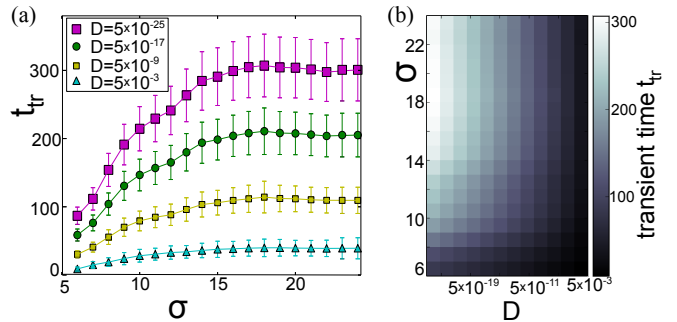 (a)
D=5×10⁻²⁵
D=5×10⁻¹⁷
D=5×10⁻⁹
D=5×10⁻³
t_tr
300
200
100
0
5 10 15 20
σ
(b)
σ
22
18
14
10
6
5×10⁻¹⁹ 5×10⁻¹¹ 5×10⁻³
D
300
200
100
transient time t_tr